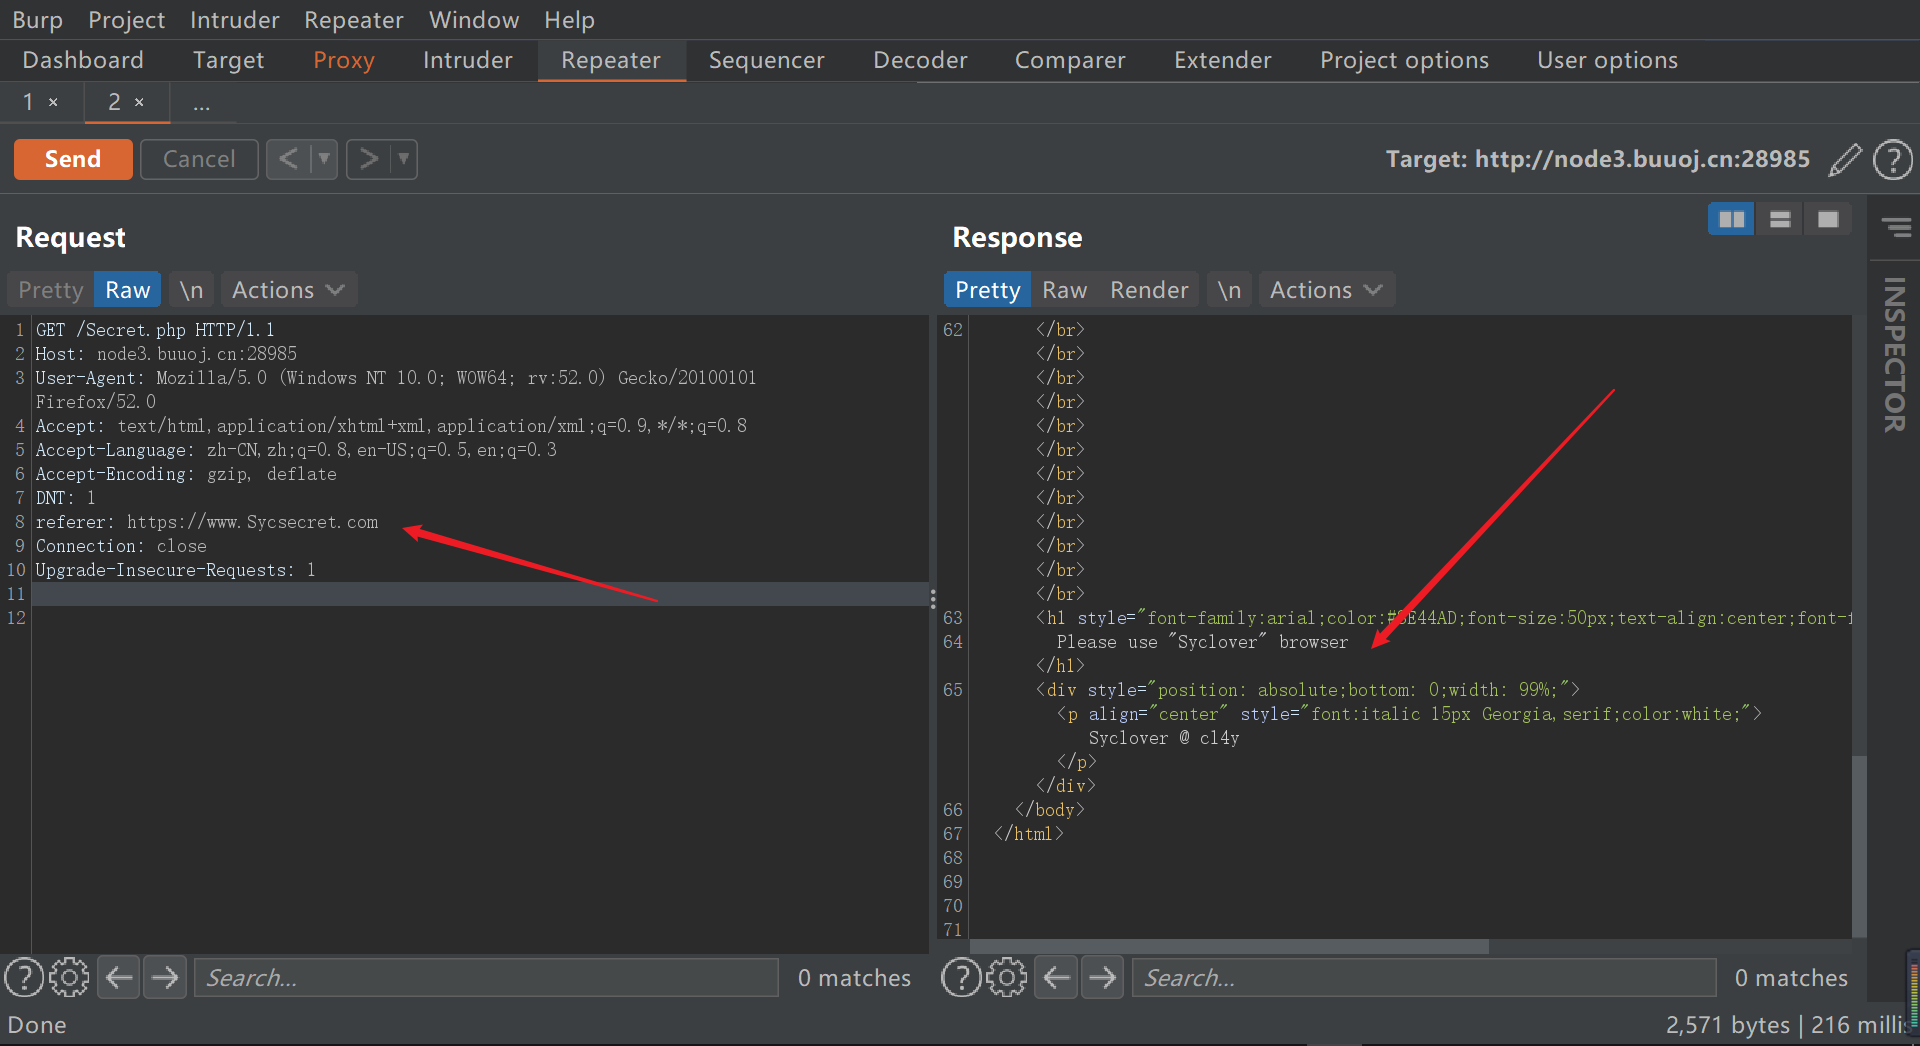 Burp Project Intruder Repeater Window Help
Dashboard Target Proxy Intruder Repeater Sequencer Decoder Comparer Extender Project options User options
1 × 2 × ...
Send Cancel < > Target: http://node3.buuoj.cn:28985
Request
Pretty Raw \n Actions
1 GET /Secret.php HTTP/1.1
2 Host: node3.buuoj.cn:28985
3 User-Agent: Mozilla/5.0 (Windows NT 10.0; WOW64; rv:52.0) Gecko/20100101
Firefox/52.0
4 Accept: text/html,application/xhtml+xml,application/xml;q=0.9,*/*;q=0.8
5 Accept-Language: zh-CN,zh;q=0.8,en-US;q=0.5,en;q=0.3
6 Accept-Encoding: gzip, deflate
7 DNT: 1
8 referer: https://www.Sycsecret.com
9 Connection: close
10 Upgrade-Insecure-Requests: 1
11
12
Search... 0 matches
Response
Pretty Raw Render \n Actions
62 </br>
</br>
</br>
</br>
</br>
</br>
</br>
</br>
</br>
</br>
</br>
</br>
63 <h1 style="font-family:arial;color:#8E44AD;font-size:50px;text-align:center;font-f
64 Please use "Syclover" browser
</h1>
65 <div style="position: absolute;bottom: 0;width: 99%;">
<p align="center" style="font:italic 15px Georgia,serif;color:white;">
Syclover @ cl4y
</p>
</div>
66 </body>
67 </html>
68
69
70
71
Search... 0 matches
INSPECTOR
Done 2,571 bytes | 216 millis